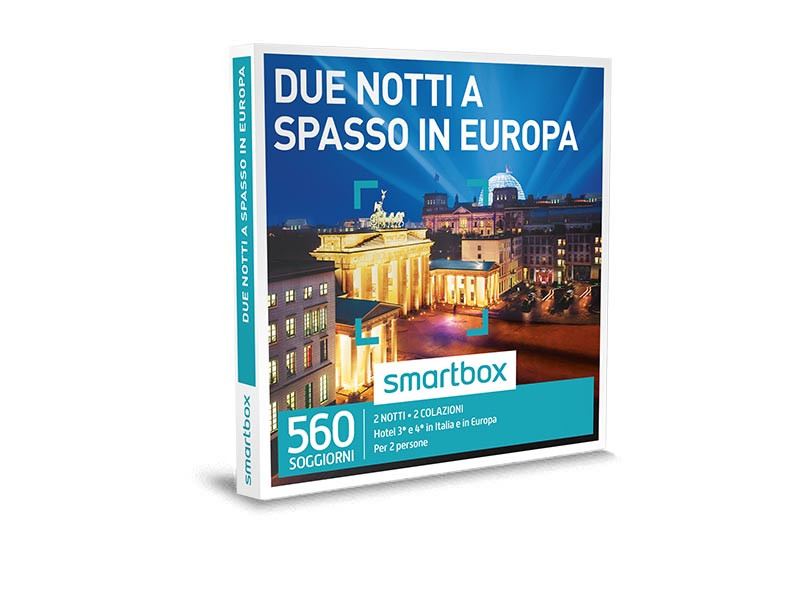 DUE NOTTI A
SPASSO IN EUROPA
smartbox
560
SOGGIORNI
2 NOTTI • 2 COLAZIONI
Hotel 3* e 4* in Italia e in Europa
Per 2 persone
DUE NOTTI A SPASSO IN EUROPA
smartbox